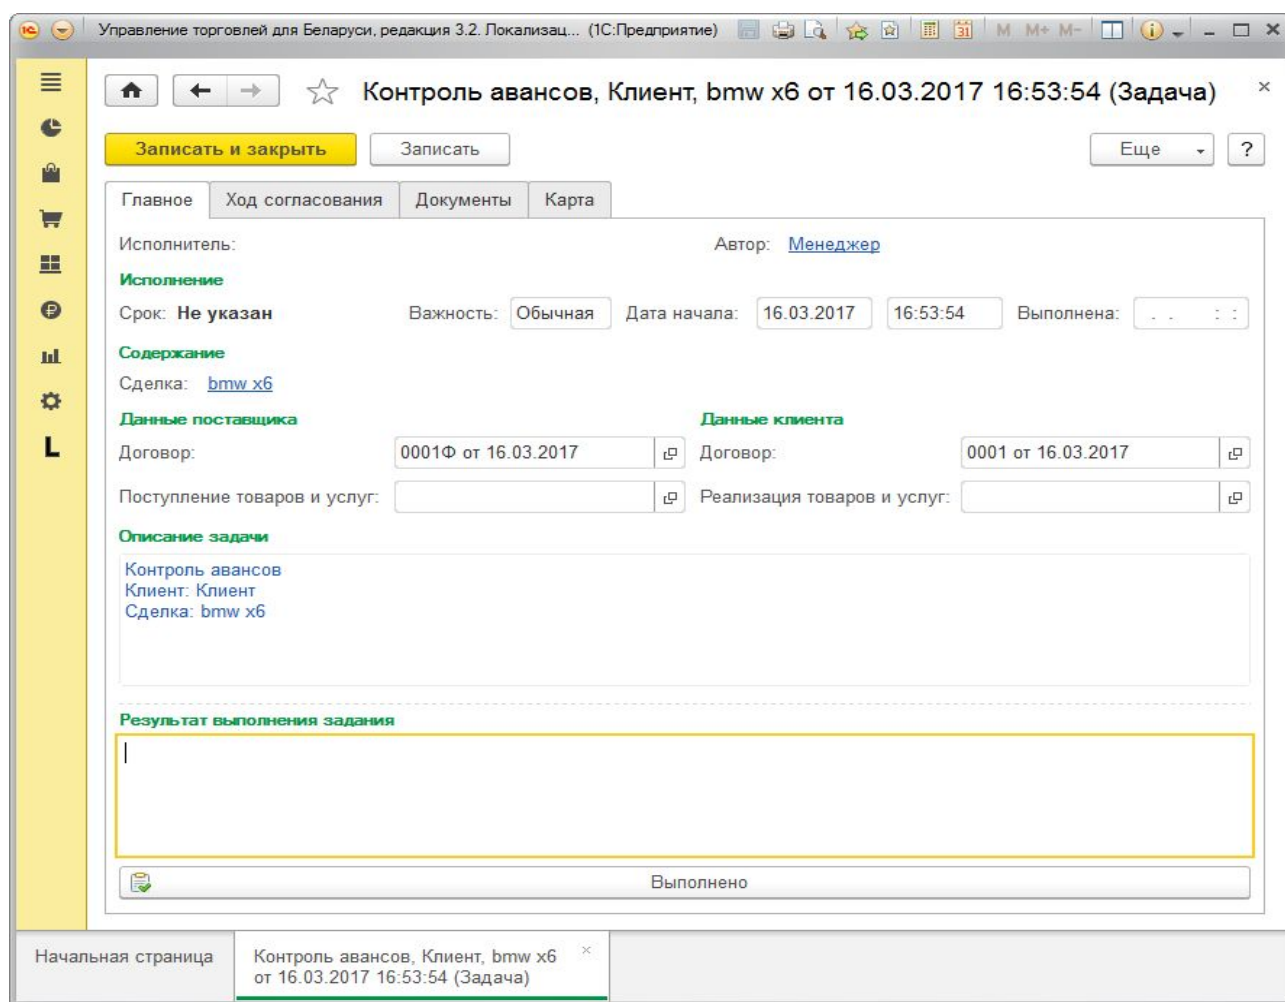 1С Управление торговлей для Беларуси, редакция 3.2. Локализац... (1С:Предприятие) 31 M M+ M-
Контроль авансов, Клиент, bmw x6 от 16.03.2017 16:53:54 (Задача) ×
Записать и закрыть Записать Еще ?
Главное Ход согласования Документы Карта
Исполнитель: Автор: Менеджер
Исполнение
Срок: Не указан Важность: Обычная Дата начала: 16.03.2017 16:53:54 Выполнена: . . : :
Содержание
Сделка: bmw x6
Данные поставщика Данные клиента
Договор: 0001Ф от 16.03.2017 Договор: 0001 от 16.03.2017
Поступление товаров и услуг: Реализация товаров и услуг:
Описание задачи
Контроль авансов
Клиент: Клиент
Сделка: bmw x6
Результат выполнения задания
Выполнено
L
Начальная страница Контроль авансов, Клиент, bmw x6 ×
от 16.03.2017 16:53:54 (Задача)